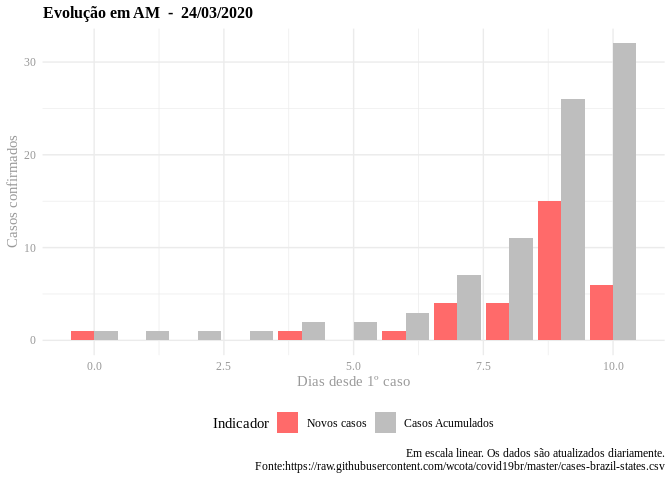 Evolução em AM  -  24/03/2020
Casos confirmados
30
20
10
0
0.0 2.5 5.0 7.5 10.0
Dias desde 1º caso
Indicador Novos casos Casos Acumulados
Em escala linear. Os dados são atualizados diariamente.
Fonte:https://raw.githubusercontent.com/wcota/covid19br/master/cases-brazil-states.csv